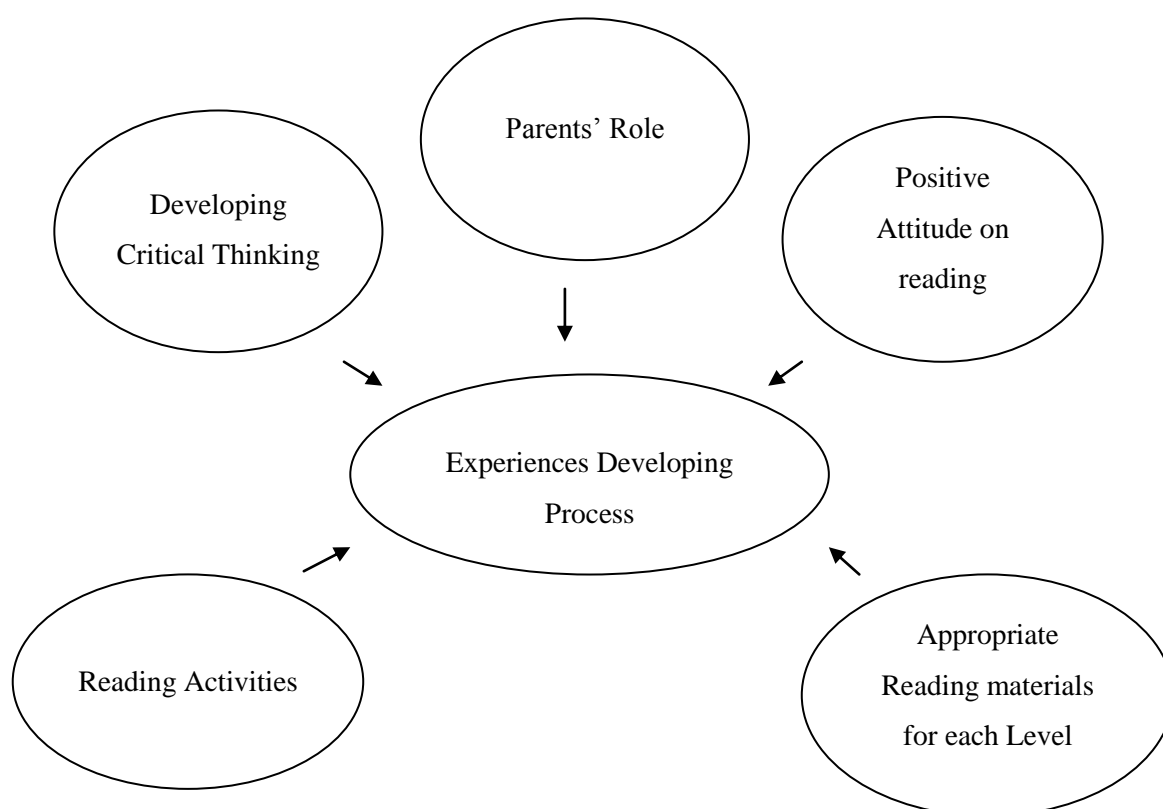 Parents’ Role
Developing
Critical Thinking
Positive
Attitude on
reading
Experiences Developing
Process
Reading Activities
Appropriate
Reading materials
for each Level